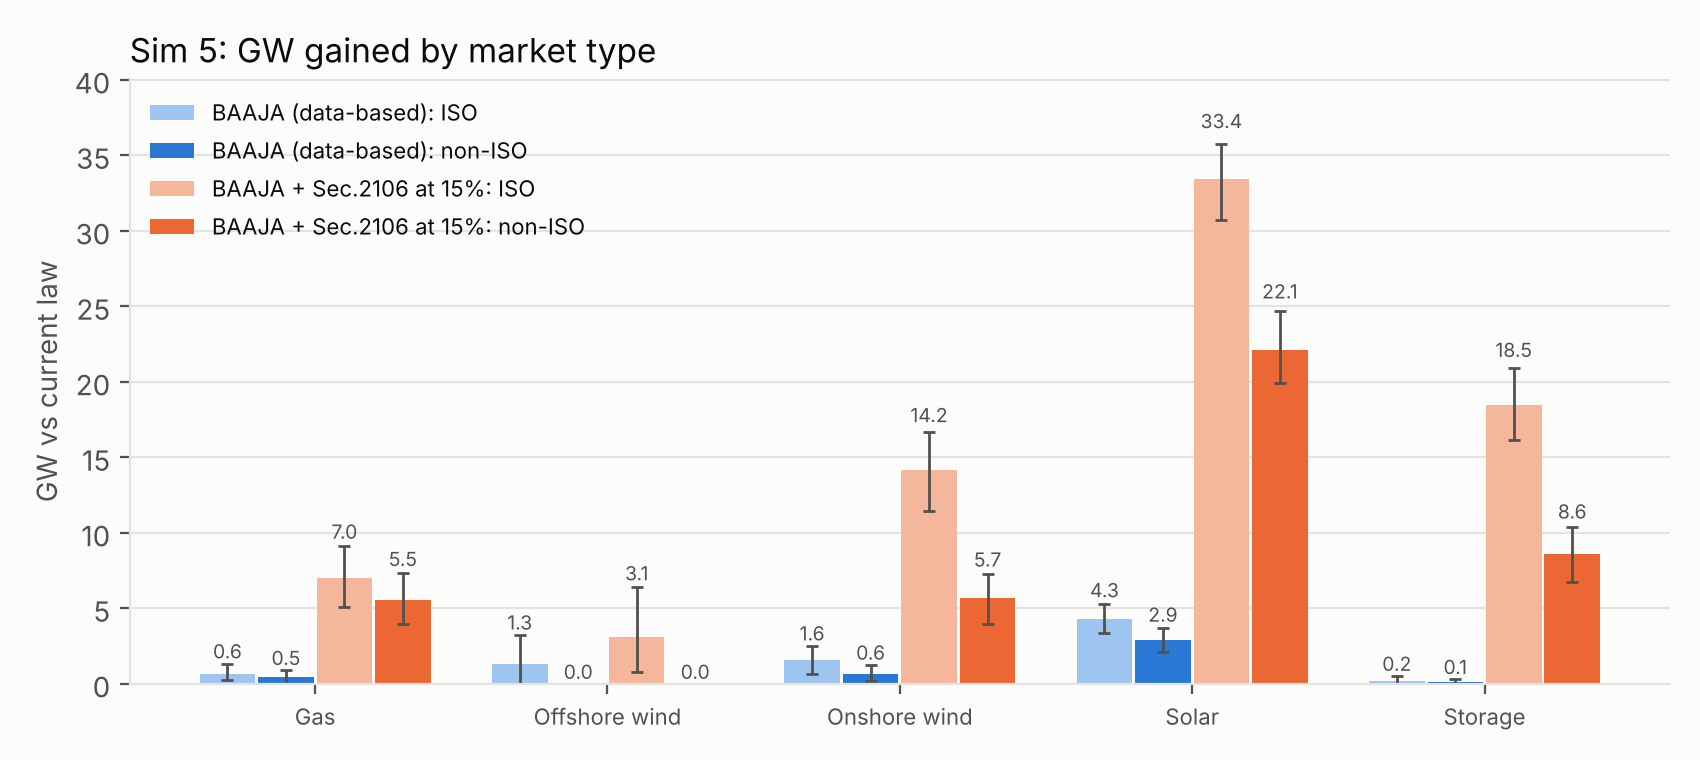 Sim 5: GW gained by market type
GW vs current law
40
35
30
25
20
15
10
5
0
BAAJA (data-based): ISO
BAAJA (data-based): non-ISO
BAAJA + Sec.2106 at 15%: ISO
BAAJA + Sec.2106 at 15%: non-ISO
0.6
0.5
7.0
5.5
1.3
0.0
3.1
0.0
1.6
0.6
14.2
5.7
4.3
2.9
33.4
22.1
0.2
0.1
18.5
8.6
Gas
Offshore wind
Onshore wind
Solar
Storage